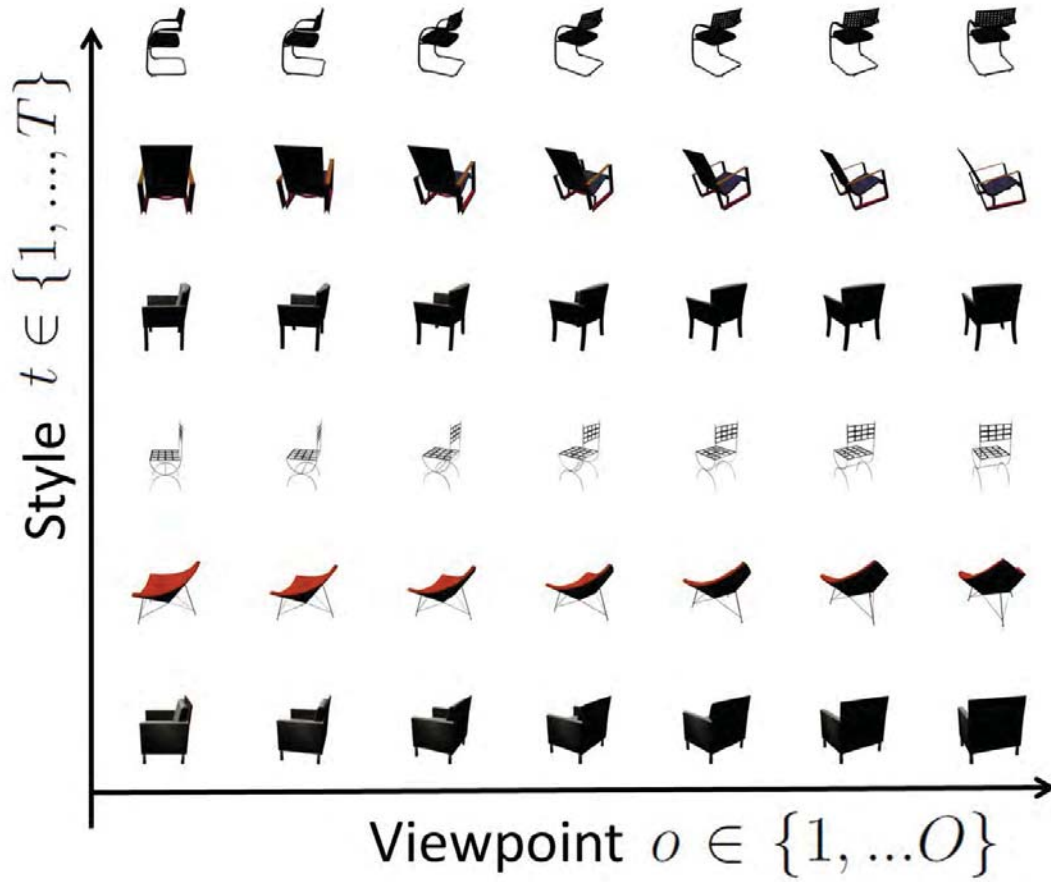 Style t ∈ {1, ..., T}
Viewpoint o ∈ {1, ...O}